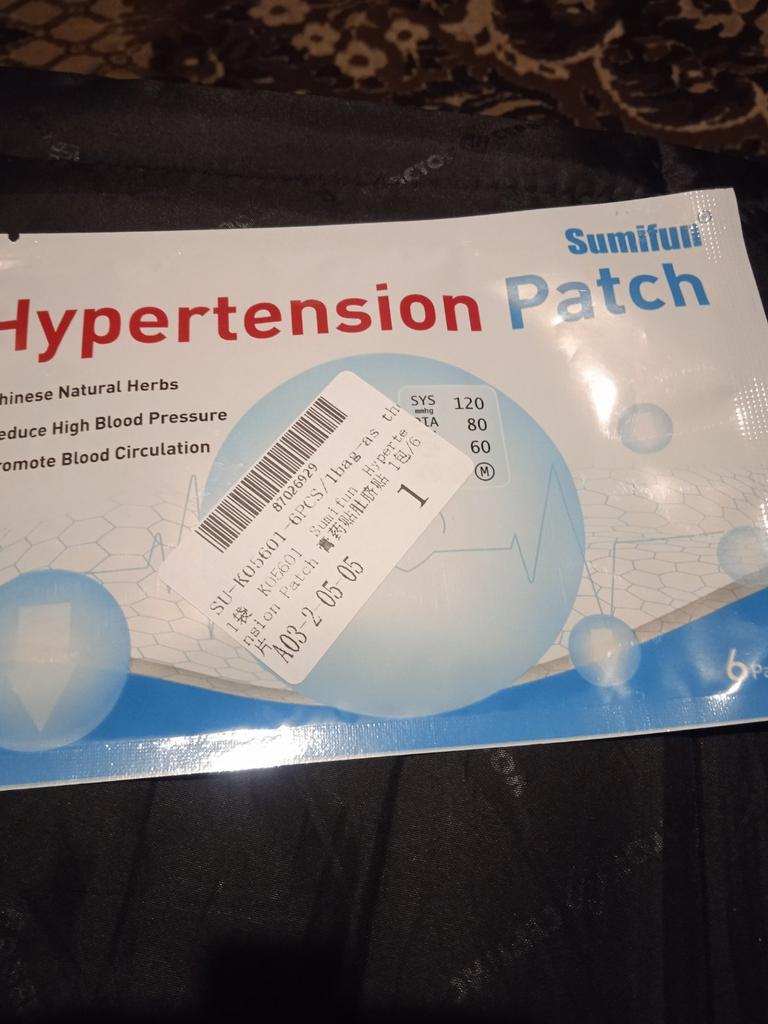 Sumifun
Hypertension Patch
hinese Natural Herbs
educe High Blood Pressure
romote Blood Circulation
SYS 120
mmhg
80
60
M
87026929
SU-K05601-6PCS/1bag-as th
1袋 K05601 Sumifun Hyperte
nsion Patch 膏药贴肚脐贴 1包/6
片
A03-2-05-05
1
6